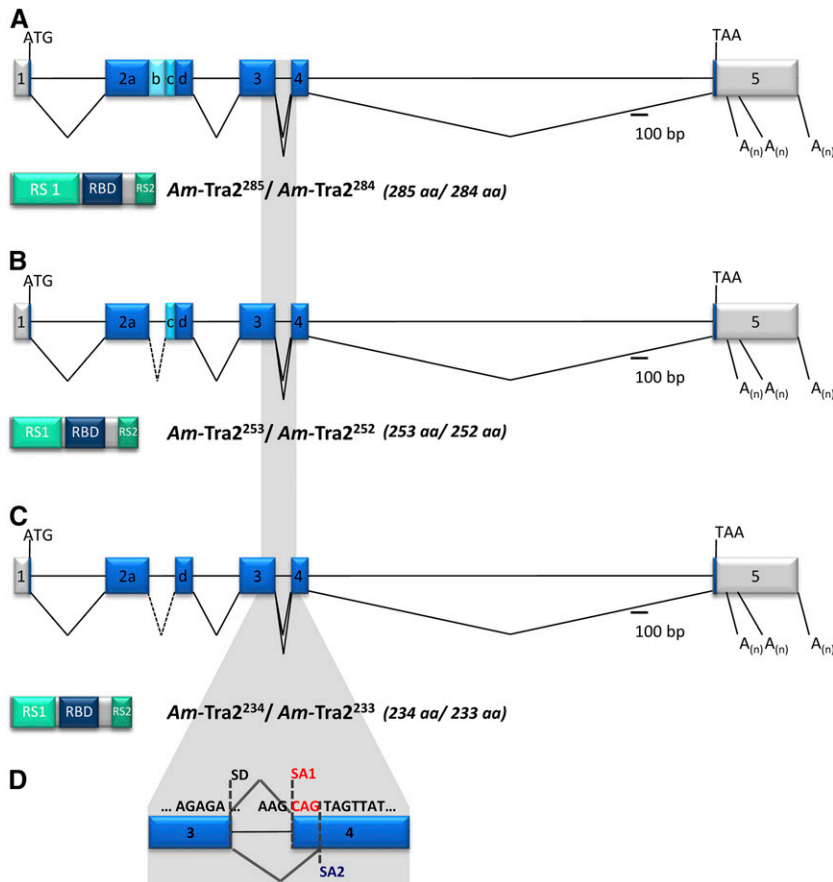 A
ATG
TAA
1
2a
b
c
d
3
4
5
100 bp
A(n) A(n) A(n)
RS 1
RBD
RS2
Am-Tra2²⁸⁵/ Am-Tra2²⁸⁴ (285 aa/ 284 aa)
B
ATG
TAA
1
2a
c
d
3
4
5
100 bp
A(n) A(n) A(n)
RS1
RBD
RS2
Am-Tra2²⁵³/ Am-Tra2²⁵² (253 aa/ 252 aa)
C
ATG
TAA
1
2a
d
3
4
5
100 bp
A(n) A(n) A(n)
RS1
RBD
RS2
Am-Tra2²³⁴/ Am-Tra2²³³ (234 aa/ 233 aa)
D
SD
SA1
... AGAGA ... AAG CAG TAGTTAT...
3
4
SA2